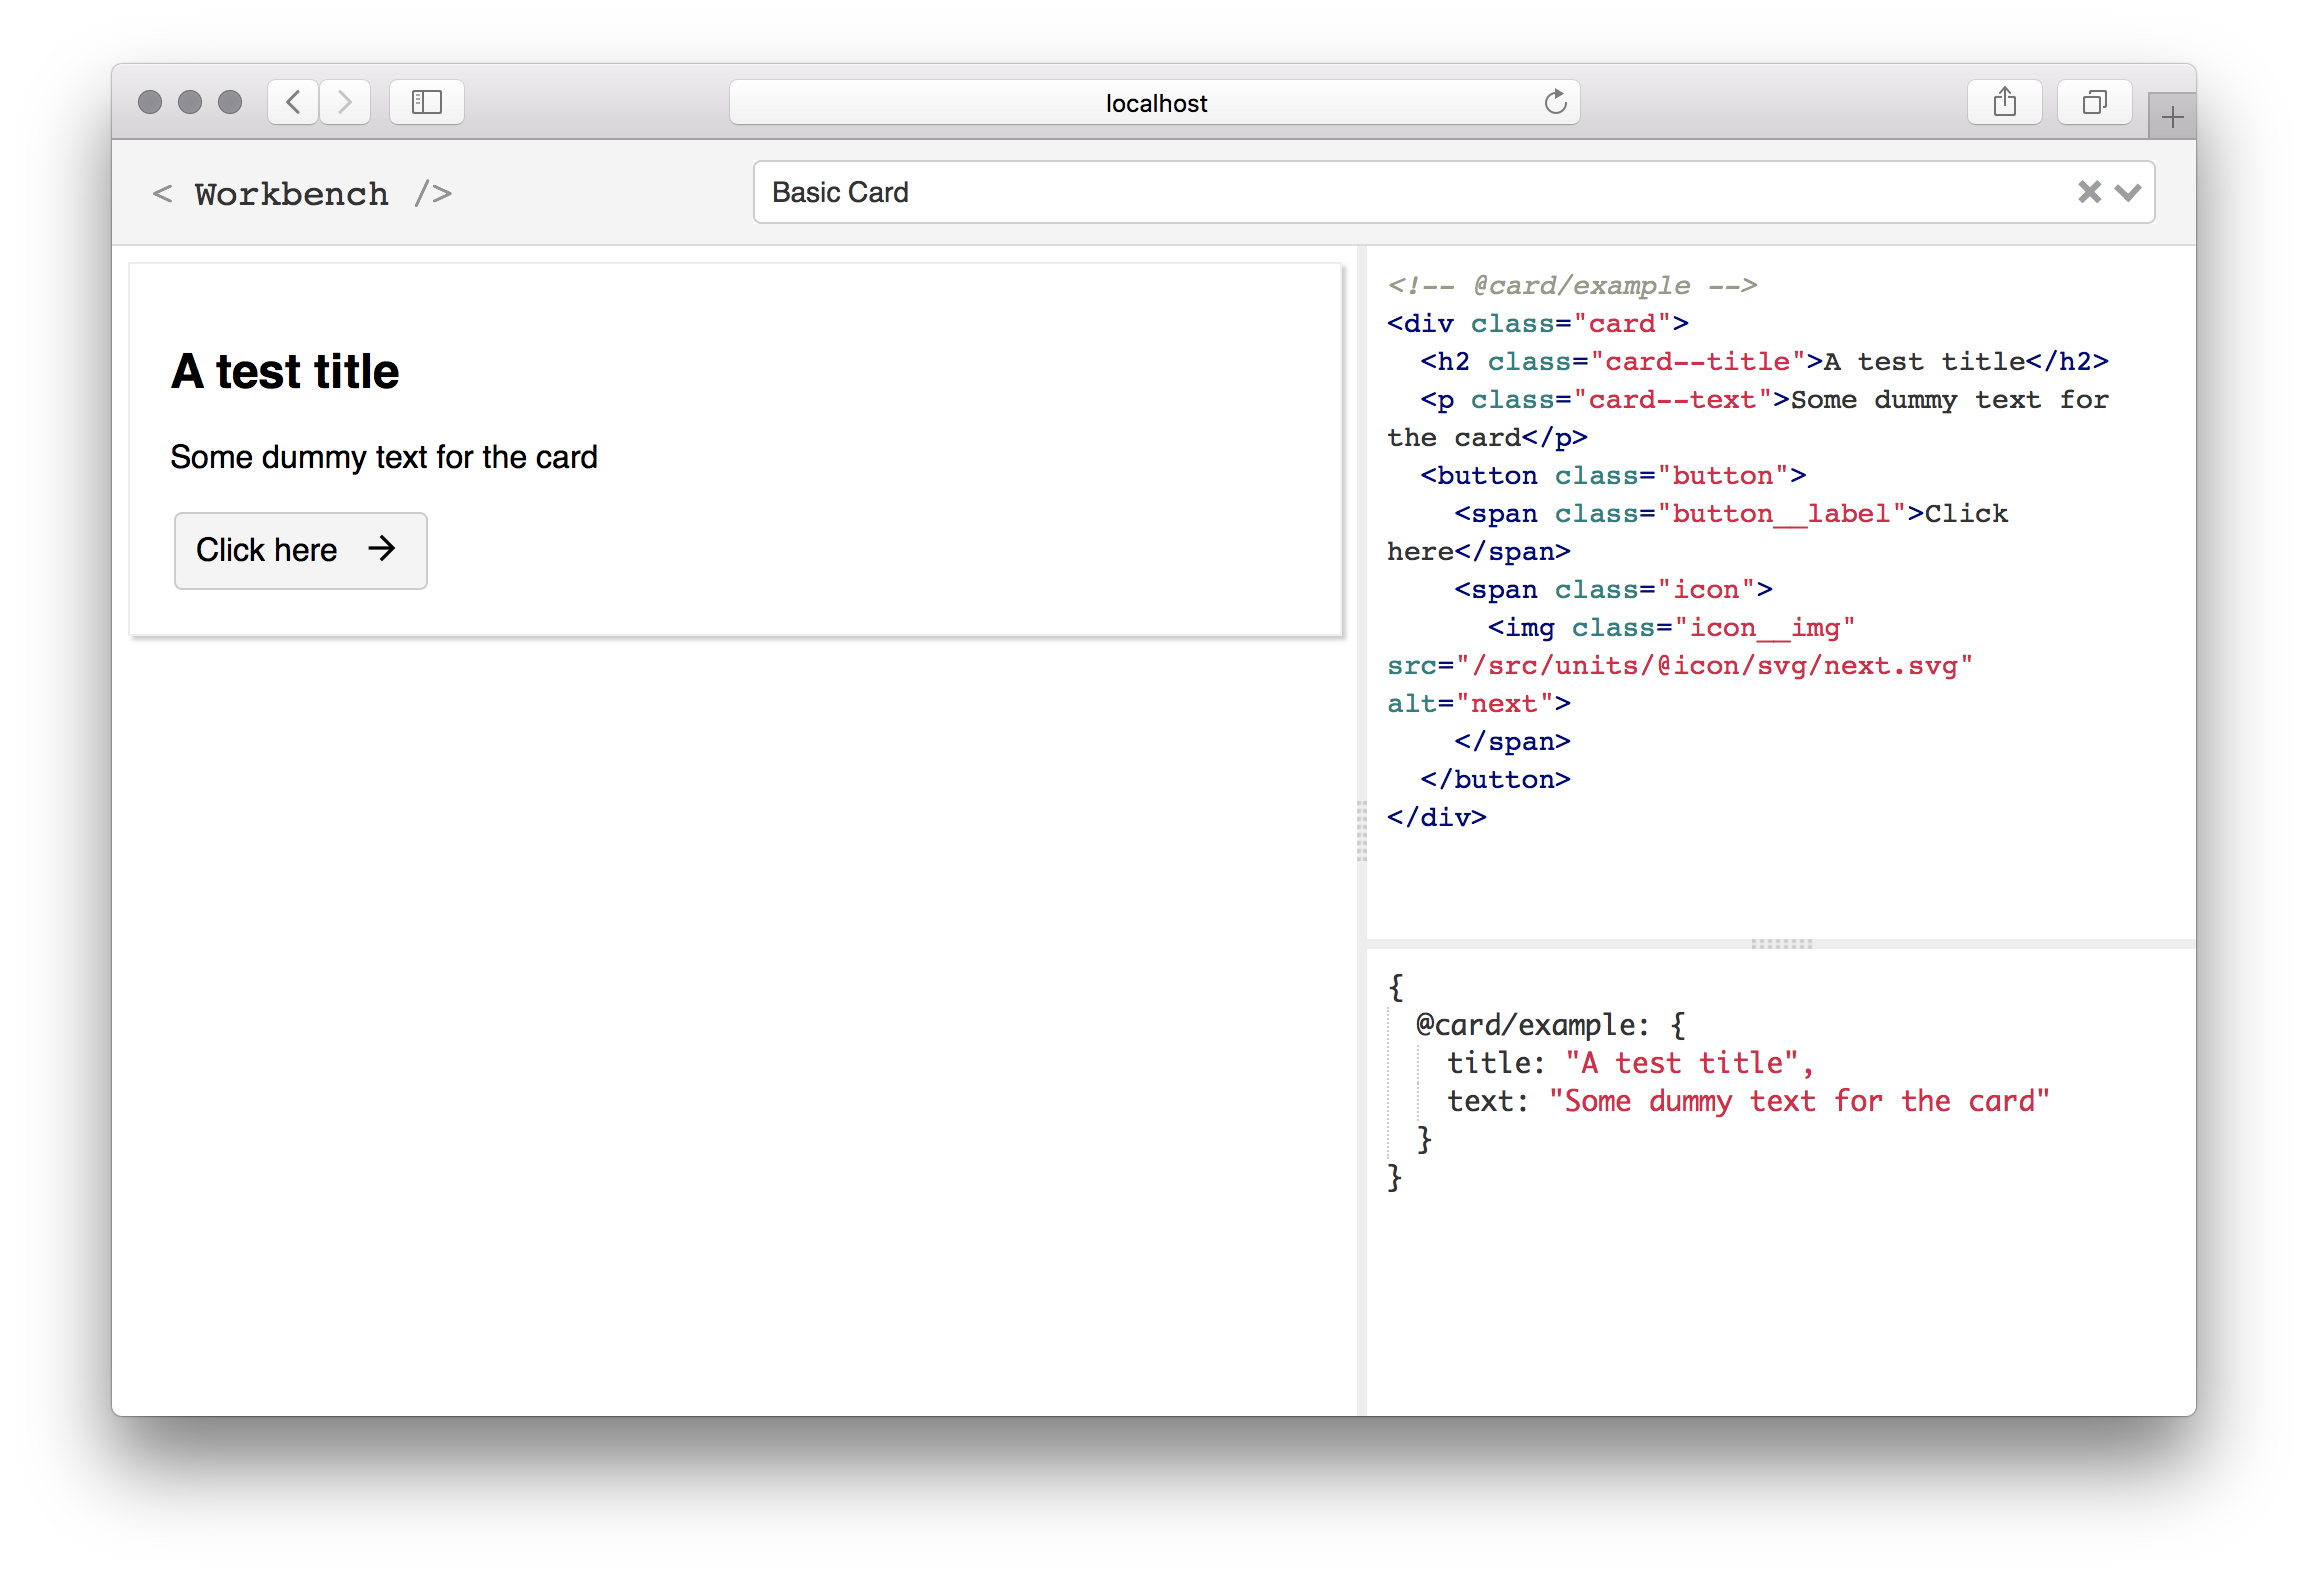 localhost
< Workbench />
Basic Card
A test title
Some dummy text for the card
Click here
<!-- @card/example -->
<div class="card">
  <h2 class="card--title">A test title</h2>
  <p class="card--text">Some dummy text for
the card</p>
  <button class="button">
    <span class="button__label">Click
here</span>
    <span class="icon">
      <img class="icon__img"
src="/src/units/@icon/svg/next.svg"
alt="next">
    </span>
  </button>
</div>
{
  @card/example: {
    title: "A test title",
    text: "Some dummy text for the card"
  }
}